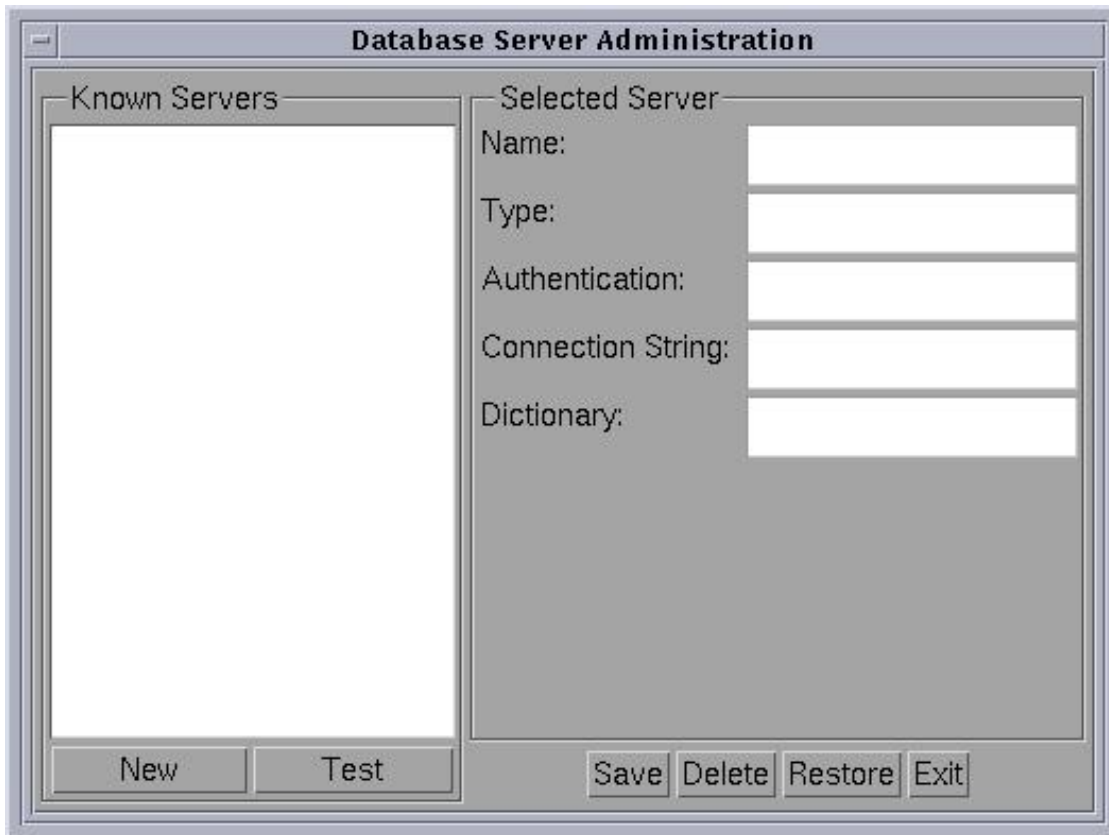 Database Server Administration
Known Servers
Selected Server
Name:
Type:
Authentication:
Connection String:
Dictionary:
New
Test
Save
Delete
Restore
Exit